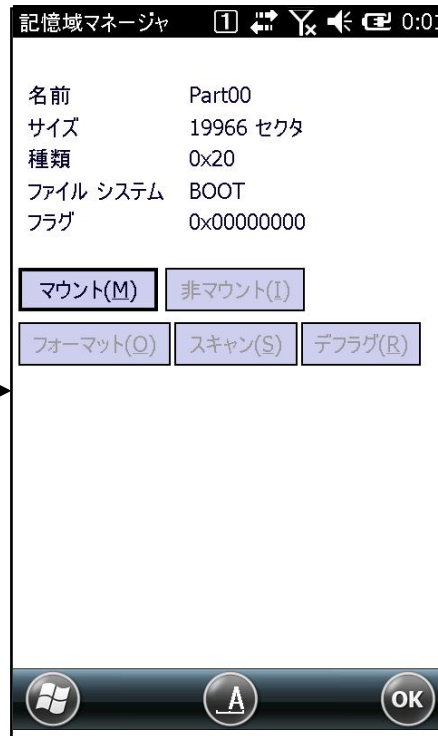 記憶域マネージャ 1 0:01
名前 Part00
サイズ 19966 セクタ
種類 0x20
ファイル システム BOOT
フラグ 0x00000000
マウント(M) 非マウント(I)
フォーマット(O) スキャン(S) デフラグ(R)
A OK